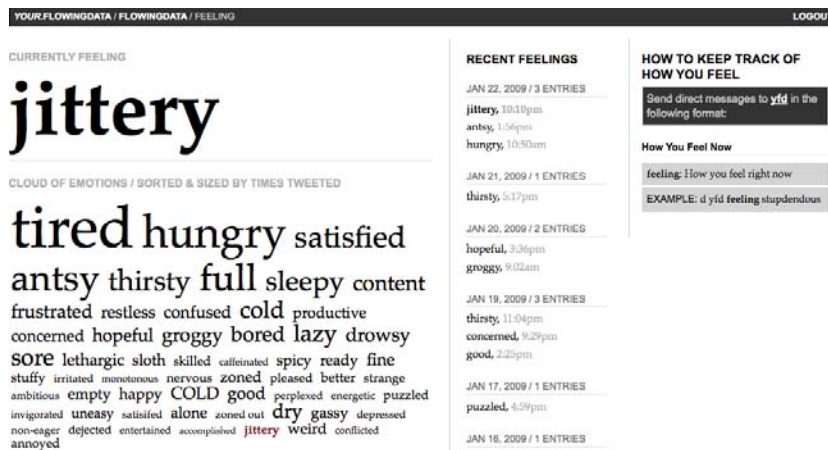 YOUR.FLOWINGDATA / FLOWINGDATA / FEELING
LOGOU
CURRENTLY FEELING
jittery
CLOUD OF EMOTIONS / SORTED & SIZED BY TIMES TWEETED
tired hungry satisfied
antsy thirsty full sleepy content
frustrated restless confused cold productive
concerned hopeful groggy bored lazy drowsy
sore lethargic sloth skilled caffeinated spicy ready fine
stuffy irritated monotonous nervous zoned pleased better strange
ambitious empty happy COLD good perplexed energetic puzzled
invigorated uneasy satisifed alone zoned out dry gassy depressed
non-eager dejected entertained accomplished jittery weird conflicted
annoyed
RECENT FEELINGS
JAN 22, 2009 / 3 ENTRIES
jittery, 10:10pm
antsy, 1:56pm
hungry, 10:50am
JAN 21, 2009 / 1 ENTRIES
thirsty, 5:17pm
JAN 20, 2009 / 2 ENTRIES
hopeful, 3:36pm
groggy, 9:02am
JAN 19, 2009 / 3 ENTRIES
thirsty, 11:04pm
concerned, 9:29pm
good, 2:25pm
JAN 17, 2009 / 1 ENTRIES
puzzled, 4:59pm
JAN 16, 2009 / 1 ENTRIES
HOW TO KEEP TRACK OF
HOW YOU FEEL
Send direct messages to yfd in the
following format:
How You Feel Now
feeling: How you feel right now
EXAMPLE: d yfd feeling stupdendous